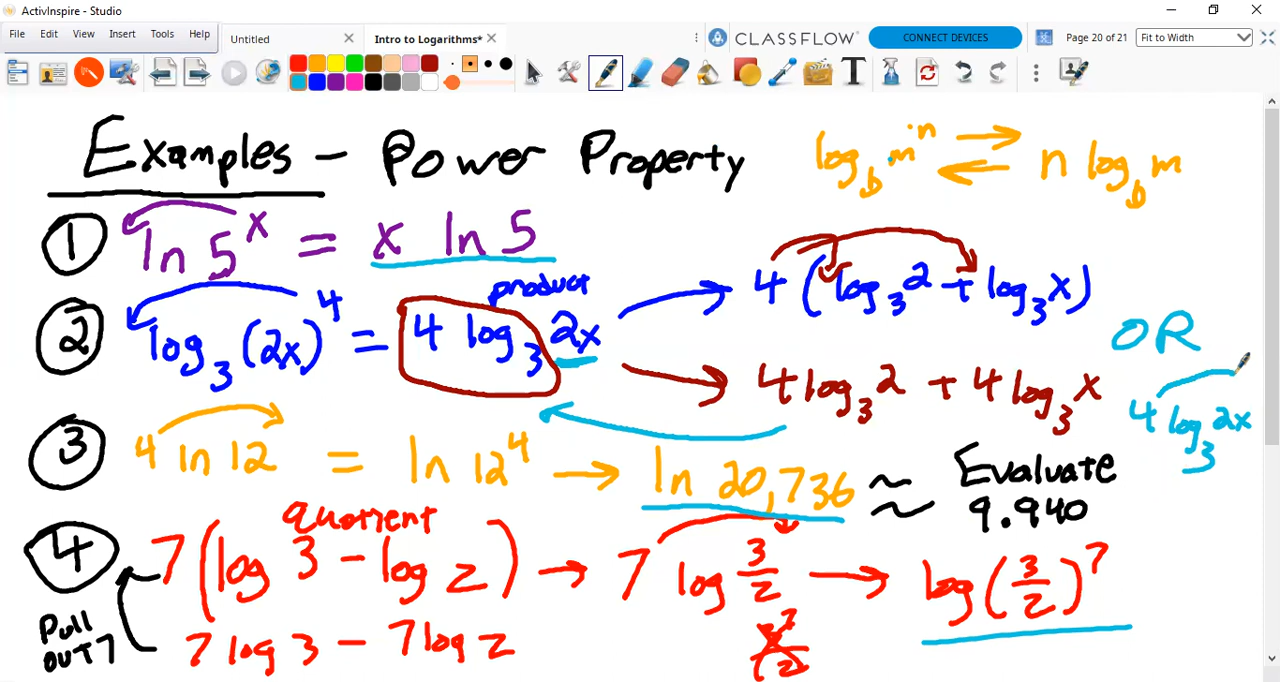 ActivInspire - Studio
File Edit View Insert Tools Help
Untitled
Intro to Logarithms*
CLASSFLOW
CONNECT DEVICES
Page 20 of 21
Fit to Width
Examples - Power Property
log_b m^n ⇄ n log_b m
① ln 5^x = x ln 5
product
② log_3 (2x)^4 = 4 log_3 2x → 4(log_3 2 + log_3 x)
OR
→ 4 log_3 2 + 4 log_3 x
4 log_3 2x
③ 4 ln 12 = ln 12^4 → ln 20,736 ≈ Evaluate
9.940
quotient
④ 7(log 3 - log 2) → 7 log 3/2 → log(3/2)^7
Pull
out 7
7 log 3 - 7 log 2